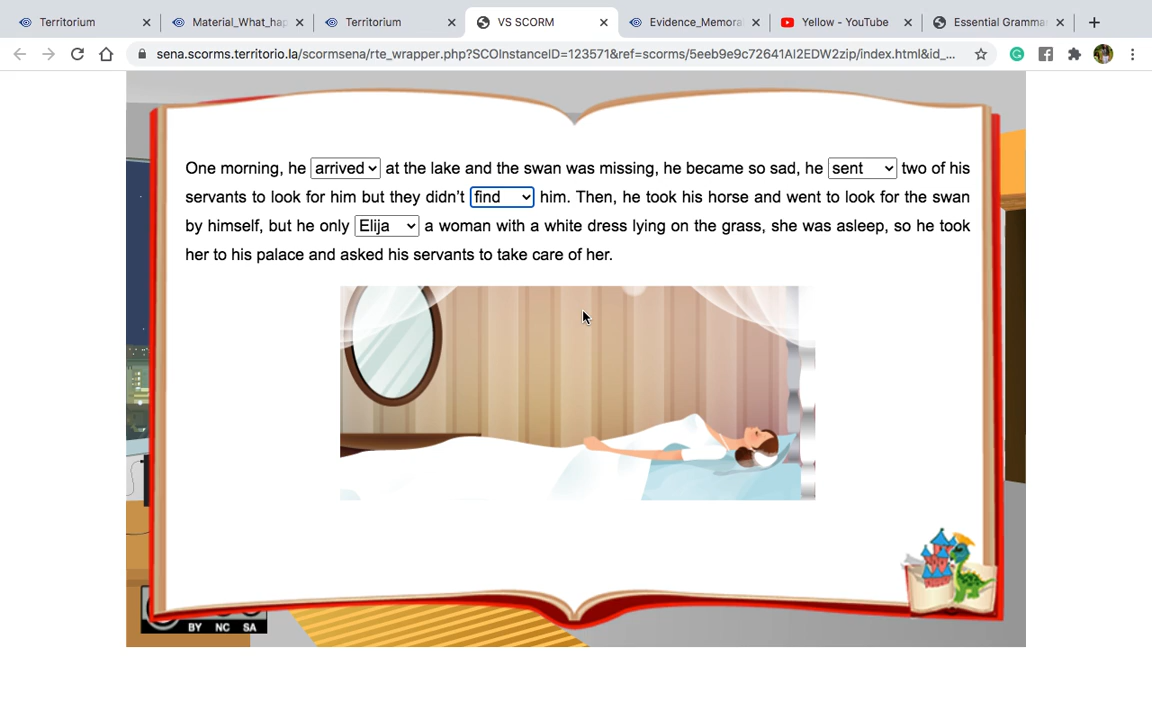 Territorium
Material_What_hap
Territorium
VS SCORM
Evidence_Memora
Yellow - YouTube
Essential Gramma
sena.scorms.territorio.la/scormsena/rte_wrapper.php?SCOInstanceID=123571&ref=scorms/5eeb9e9c72641AI2EDW2zip/index.html&id_...
One morning, he arrived at the lake and the swan was missing, he became so sad, he sent two of his
servants to look for him but they didn't find him. Then, he took his horse and went to look for the swan
by himself, but he only Elija a woman with a white dress lying on the grass, she was asleep, so he took
her to his palace and asked his servants to take care of her.
BY NC SA